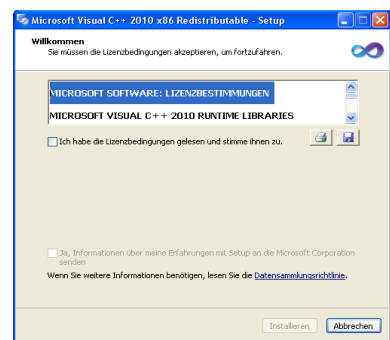 Microsoft Visual C++ 2010 x86 Redistributable - Setup
Willkommen
Sie müssen die Lizenzbedingungen akzeptieren, um fortzufahren.
MICROSOFT SOFTWARE: LIZENZBESTIMMUNGEN
MICROSOFT VISUAL C++ 2010 RUNTIME LIBRARIES
Ich habe die Lizenzbedingungen gelesen und stimme ihnen zu.
Ja, Informationen über meine Erfahrungen mit Setup an die Microsoft Corporation
senden
Wenn Sie weitere Informationen benötigen, lesen Sie die Datensammlungsrichtlinie.
Installieren Abbrechen